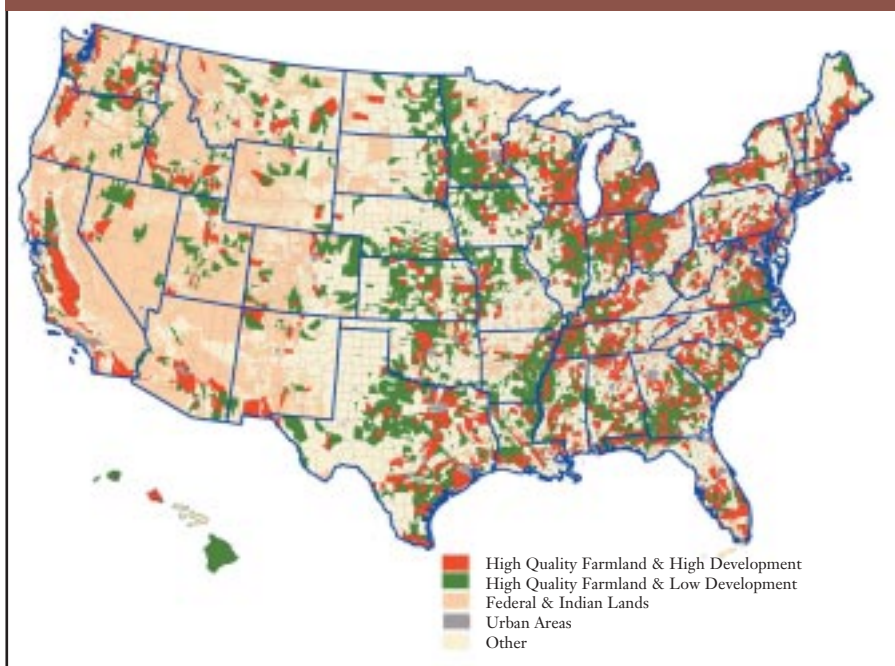 High Quality Farmland & High Development
High Quality Farmland & Low Development
Federal & Indian Lands
Urban Areas
Other